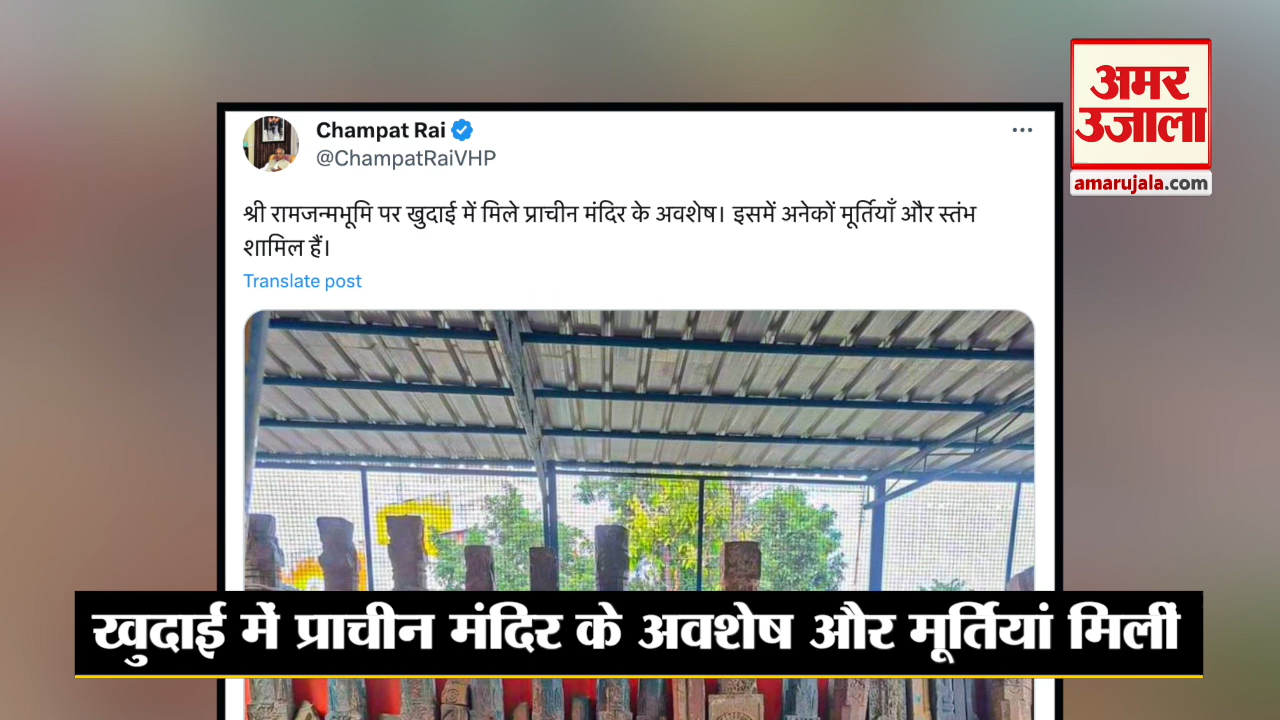 अमर
उजाला
amarujala.com
Champat Rai
@ChampatRaiVHP
श्री रामजन्मभूमि पर खुदाई में मिले प्राचीन मंदिर के अवशेष। इसमें अनेकों मूर्तियाँ और स्तंभ
शामिल हैं।
Translate post
खुदाई में प्राचीन मंदिर के अवशेष और मूर्तियां मिलीं